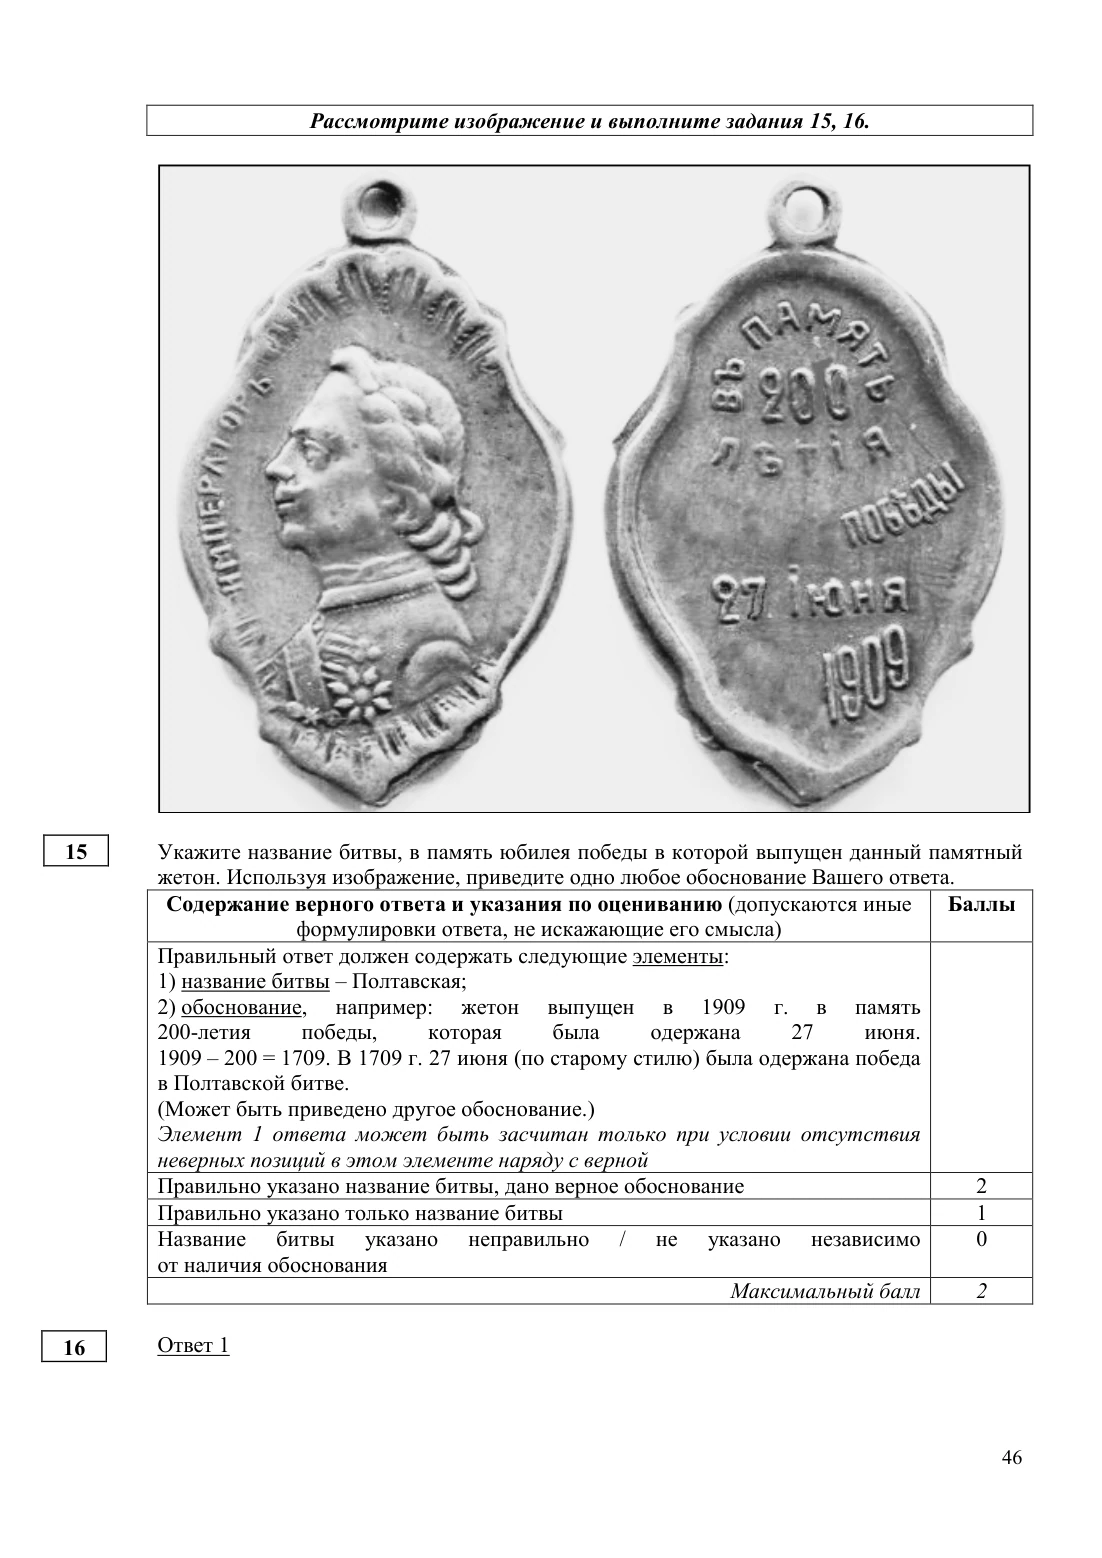 Рассмотрите изображение и выполните задания 15, 16.
ИМПЕРАТОРЪ
ВЪ ПАМЯТЬ
200
ЛѢТІЯ
ПОБѢДЫ
27 ІЮНЯ
1909
15
Укажите название битвы, в память юбилея победы в которой выпущен данный памятный
жетон. Используя изображение, приведите одно любое обоснование Вашего ответа.
Содержание верного ответа и указания по оцениванию (допускаются иные
формулировки ответа, не искажающие его смысла)
Баллы
Правильный ответ должен содержать следующие элементы:
1) название битвы – Полтавская;
2) обоснование, например: жетон выпущен в 1909 г. в память
200-летия победы, которая была одержана 27 июня.
1909 – 200 = 1709. В 1709 г. 27 июня (по старому стилю) была одержана победа
в Полтавской битве.
(Может быть приведено другое обоснование.)
Элемент 1 ответа может быть засчитан только при условии отсутствия
неверных позиций в этом элементе наряду с верной
Правильно указано название битвы, дано верное обоснование 2
Правильно указано только название битвы 1
Название битвы указано неправильно / не указано независимо 0
от наличия обоснования
Максимальный балл 2
16
Ответ 1
46